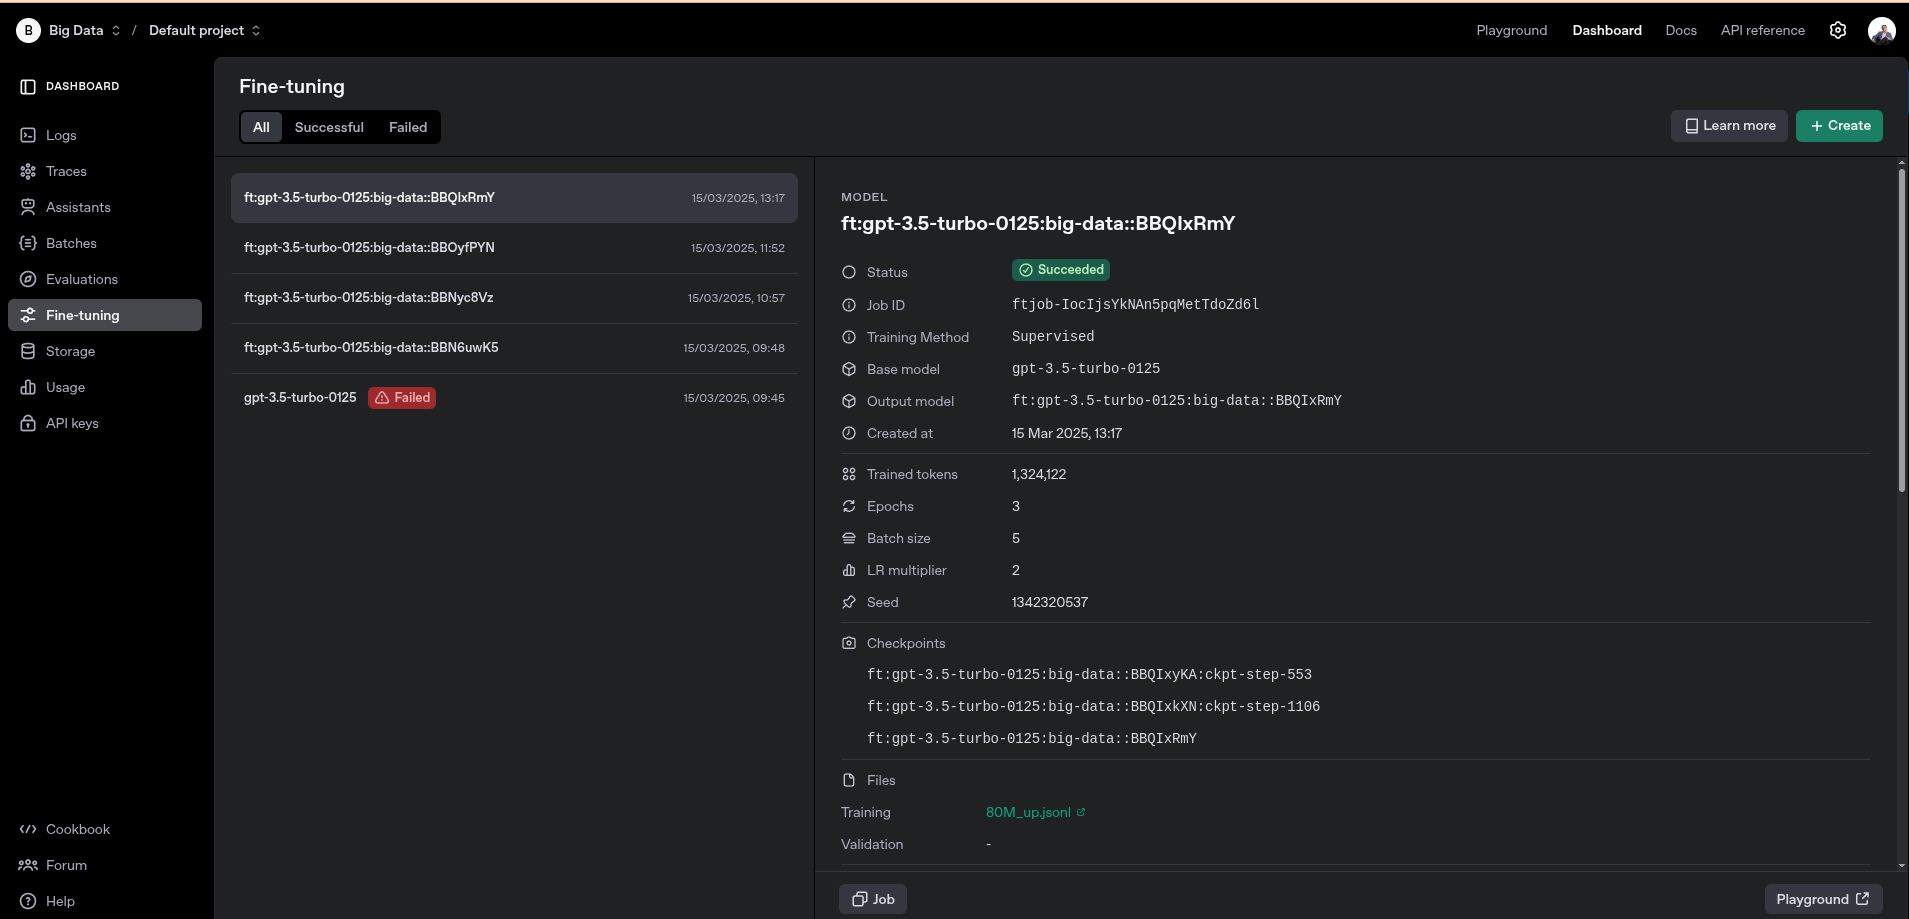 B Big Data / Default project Playground Dashboard Docs API reference
DASHBOARD
Logs
Traces
Assistants
Batches
Evaluations
Fine-tuning
Storage
Usage
API keys
Cookbook
Forum
Help
Fine-tuning
All Successful Failed
Learn more + Create
ft:gpt-3.5-turbo-0125:big-data::BBQIxRmY 15/03/2025, 13:17
ft:gpt-3.5-turbo-0125:big-data::BBOyfPYN 15/03/2025, 11:52
ft:gpt-3.5-turbo-0125:big-data::BBNyc8Vz 15/03/2025, 10:57
ft:gpt-3.5-turbo-0125:big-data::BBN6uwK5 15/03/2025, 09:48
gpt-3.5-turbo-0125 Failed 15/03/2025, 09:45
MODEL
ft:gpt-3.5-turbo-0125:big-data::BBQIxRmY
Status Succeeded
Job ID ftjob-IocIjsYkNAn5pqMetTdoZd6l
Training Method Supervised
Base model gpt-3.5-turbo-0125
Output model ft:gpt-3.5-turbo-0125:big-data::BBQIxRmY
Created at 15 Mar 2025, 13:17
Trained tokens 1,324,122
Epochs 3
Batch size 5
LR multiplier 2
Seed 1342320537
Checkpoints
ft:gpt-3.5-turbo-0125:big-data::BBQIxyKA:ckpt-step-553
ft:gpt-3.5-turbo-0125:big-data::BBQIxkXN:ckpt-step-1106
ft:gpt-3.5-turbo-0125:big-data::BBQIxRmY
Files
Training 80M_up.jsonl
Validation -
Job Playground